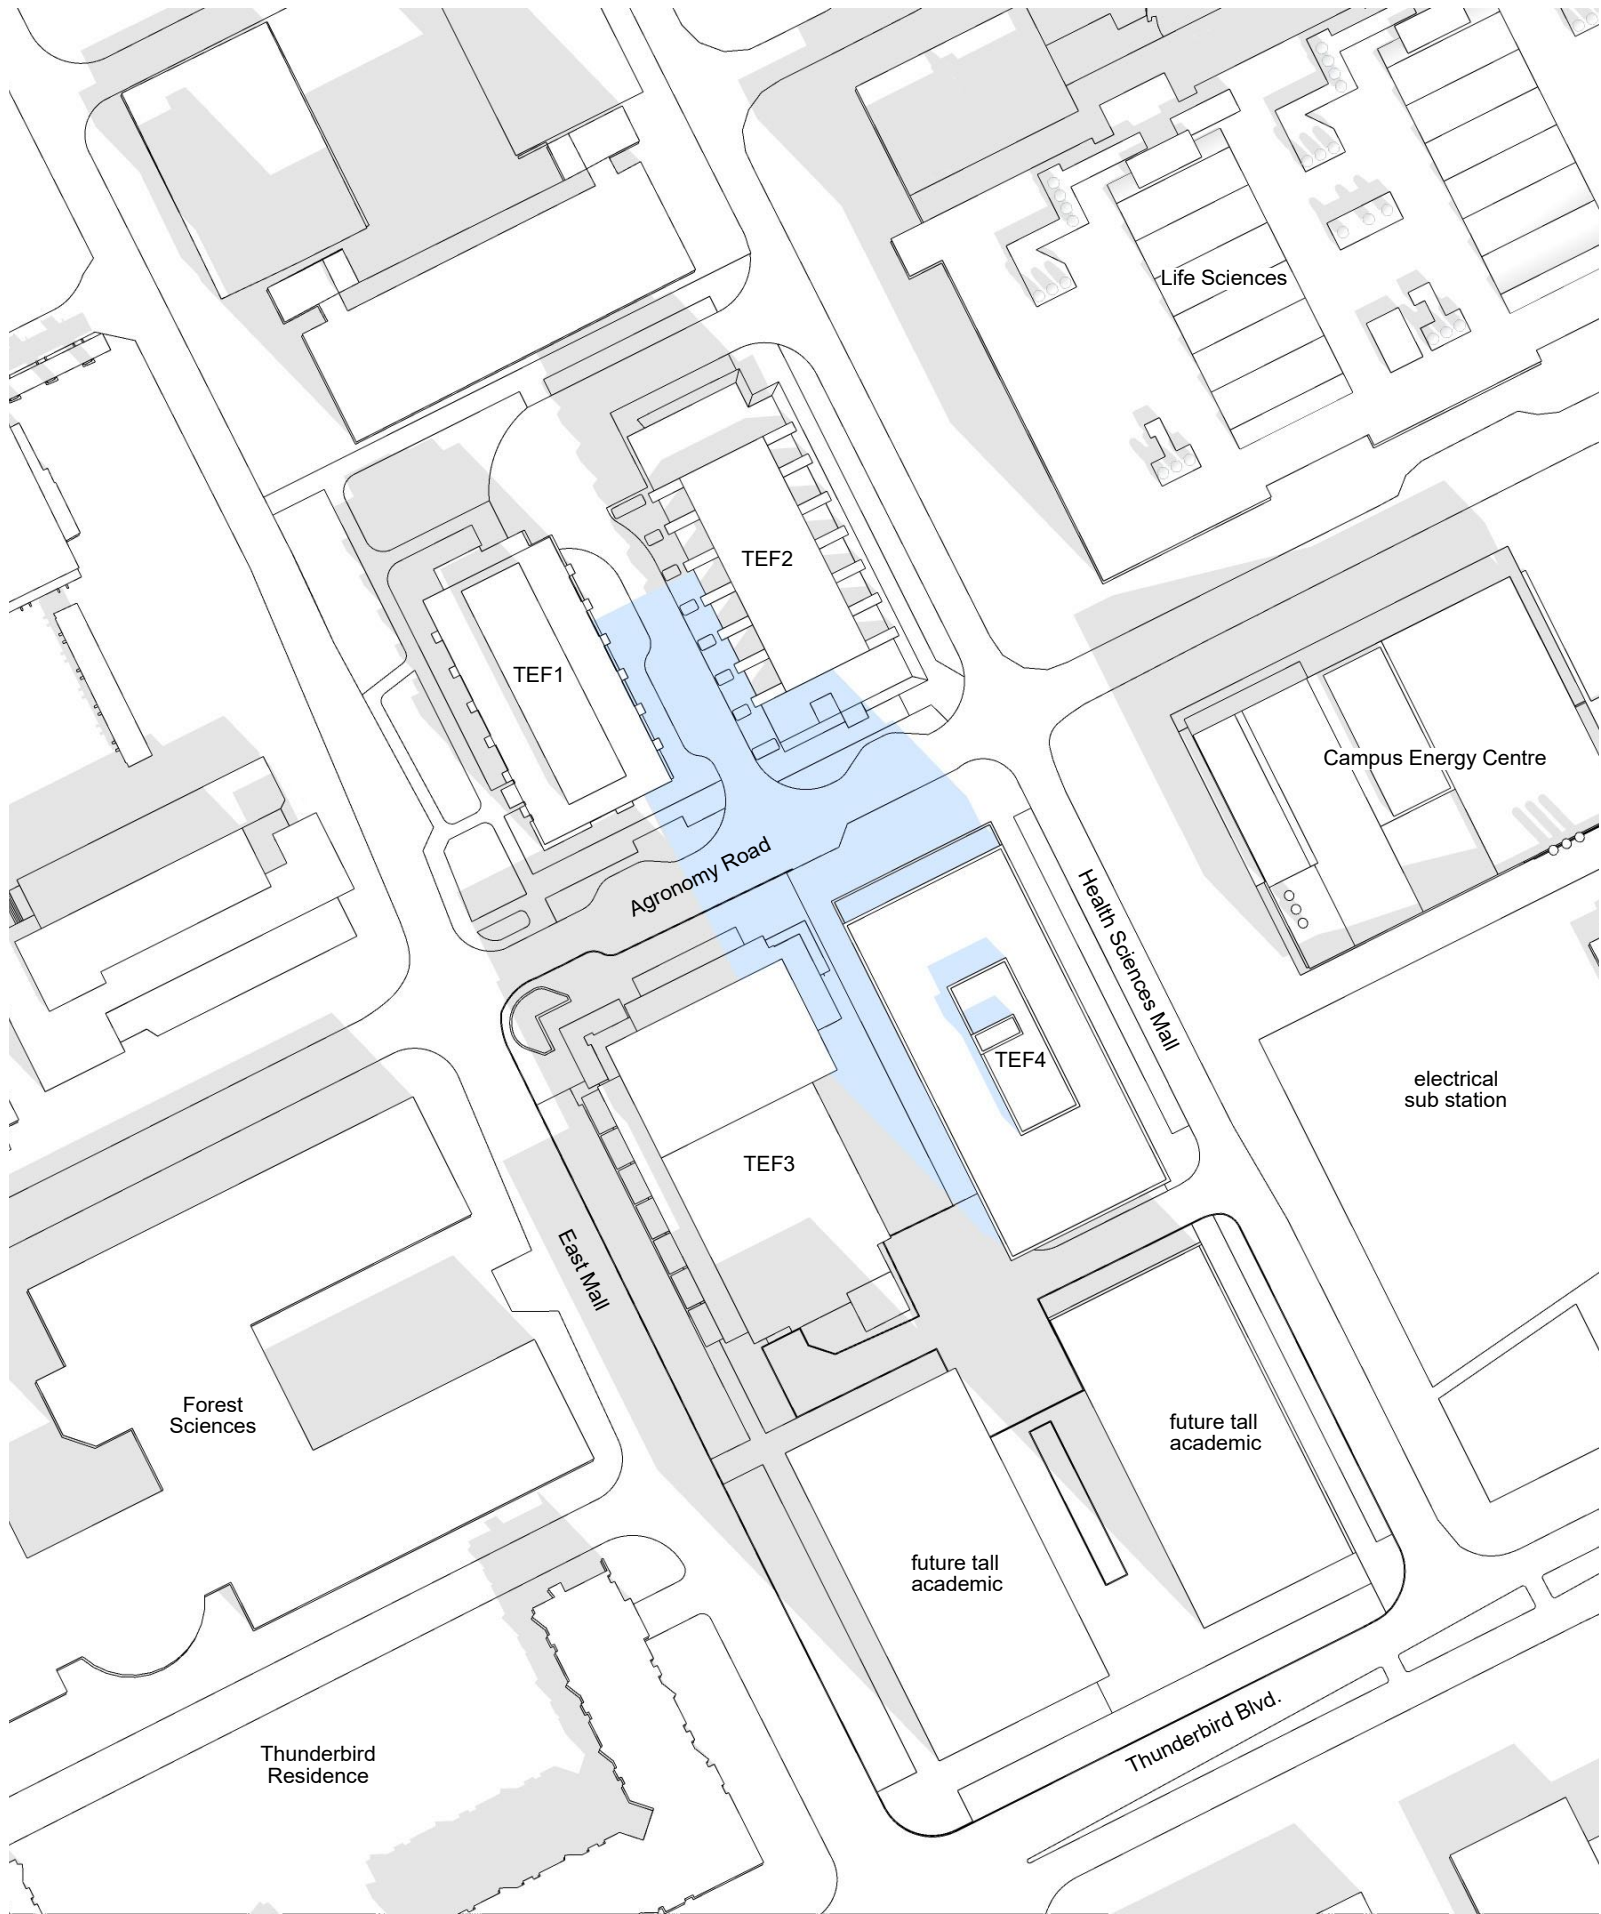 Life Sciences
TEF2
TEF1
Campus Energy Centre
Agronomy Road
Health Sciences Mall
TEF4
electrical
sub station
TEF3
East Mall
Forest
Sciences
future tall
academic
future tall
academic
Thunderbird Blvd.
Thunderbird
Residence